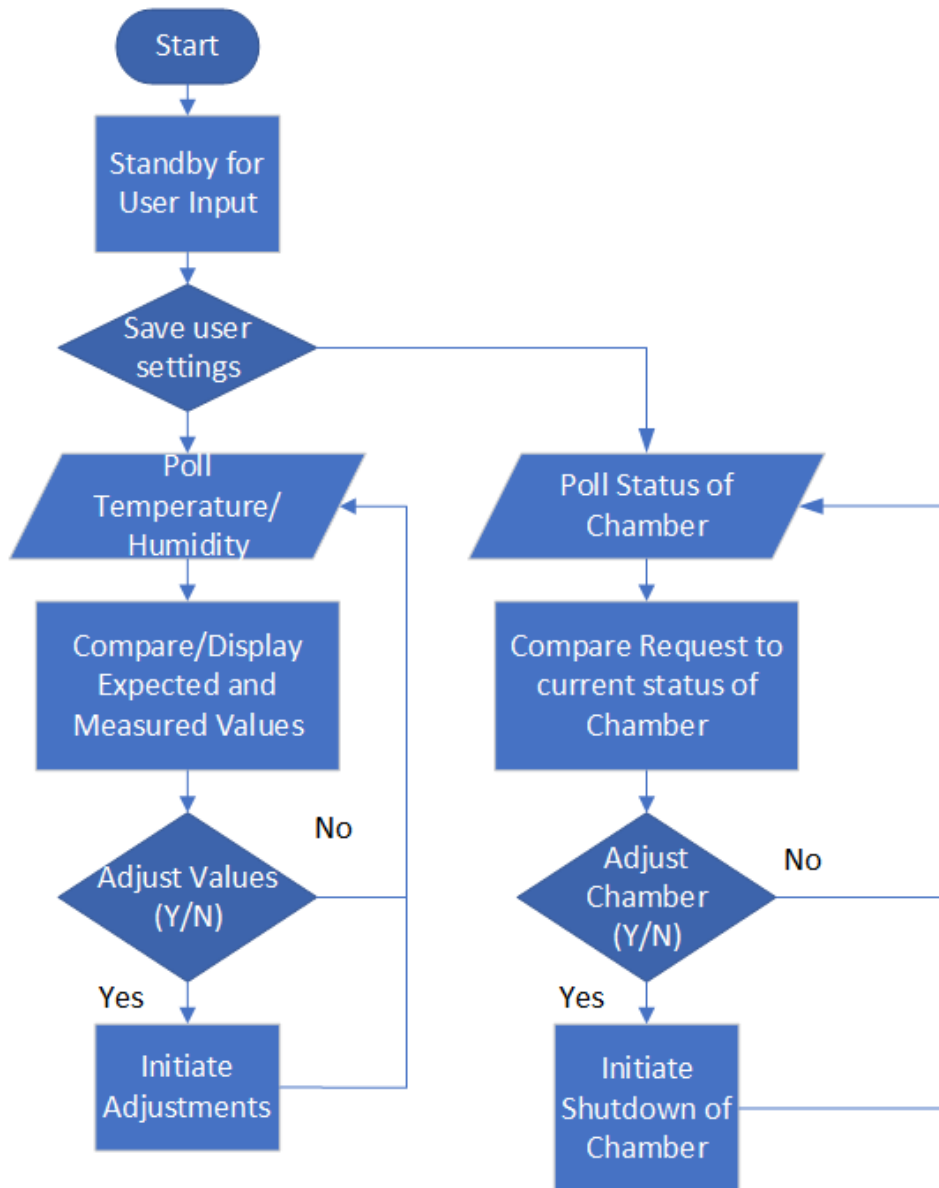 Start
Standby for
User Input
Save user
settings
Poll
Temperature/
Humidity
Compare/Display
Expected and
Measured Values
No
Adjust Values
(Y/N)
Yes
Initiate
Adjustments
Poll Status of
Chamber
Compare Request to
current status of
Chamber
Adjust
Chamber
(Y/N)
No
Yes
Initiate
Shutdown of
Chamber